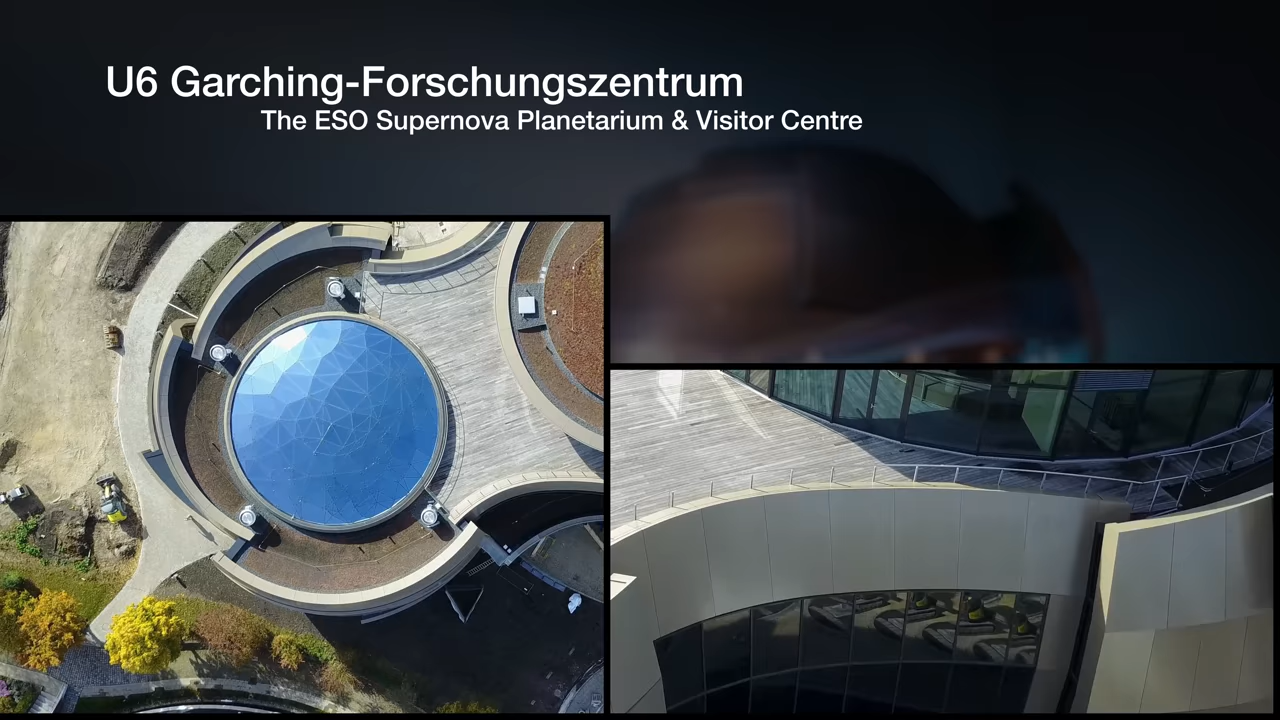 U6 Garching-Forschungszentrum
The ESO Supernova Planetarium & Visitor Centre